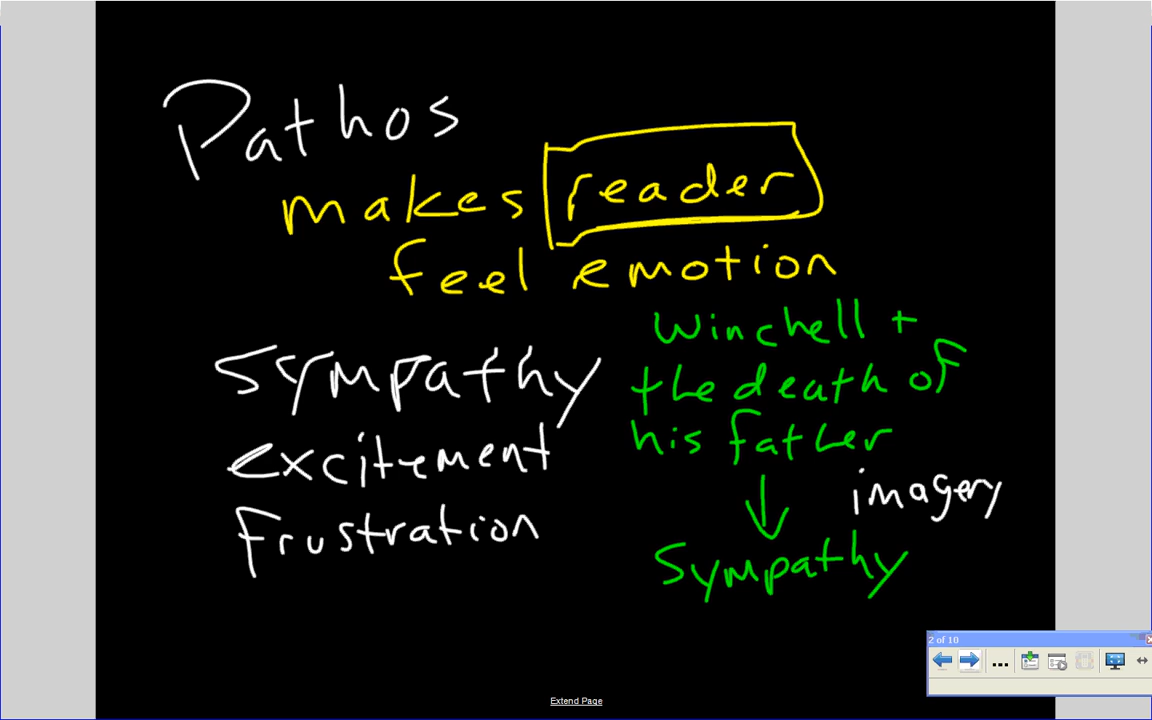 Pathos
makes reader
feel emotion
Sympathy
excitement
frustration
Winchell +
the death of
his father
imagery
Sympathy
2 of 10
...
Extend Page